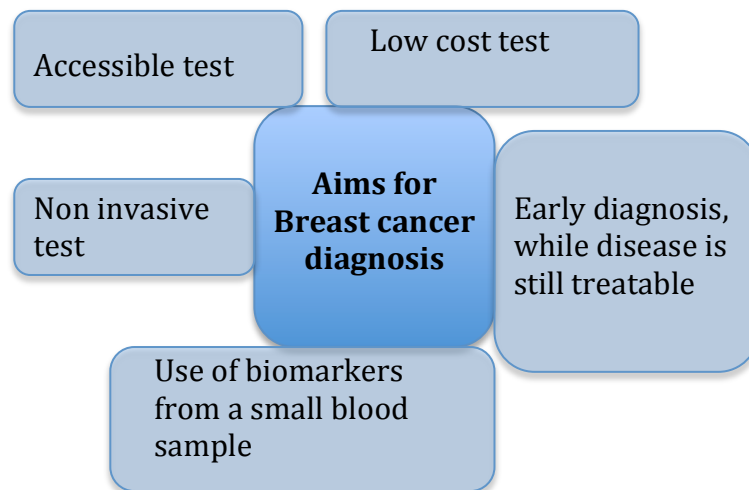 Accessible test
Low cost test
Aims for
Breast cancer
diagnosis
Non invasive
test
Early diagnosis,
while disease is
still treatable
Use of biomarkers
from a small blood
sample